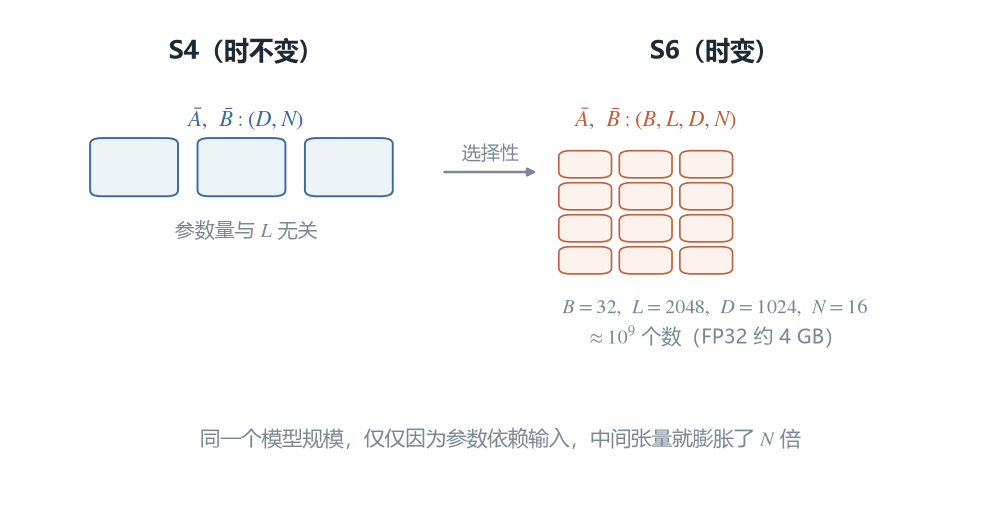 S4（时不变）
S6（时变）
Ā, B̄ : (D, N)
Ā, B̄ : (B, L, D, N)
选择性
参数量与 L 无关
B = 32, L = 2048, D = 1024, N = 16
≈ 10⁹ 个数（FP32 约 4 GB）
同一个模型规模，仅仅因为参数依赖输入，中间张量就膨胀了 N 倍